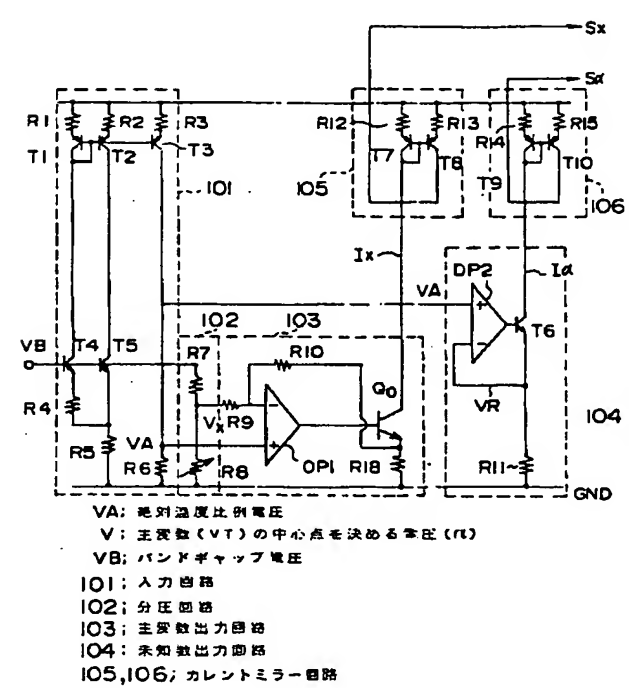 Sx
Sα
R1 R2 R3 R12 R13 R14 R15
T1 T2 T3 T7 T8 T9 T10
101 105 106
Ix Iα
VA DP2
102 103
VB T4 T5 R7 R10 Q0 T6
R4 Vx R9 VR 104
R5 VA R6 R8 OP1 R18 R11~
GND
VA; 絶対温度比例電圧
V; 主変数(VT)の中心点を決める電圧(n)
VB; バンドギャップ電圧
101; 入力回路
102; 分圧回路
103; 主変数出力回路
104; 未知数出力回路
105,106; カレントミラー回路